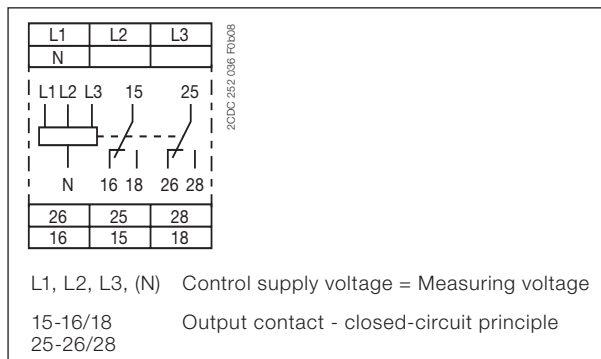 L1 L2 L3
N
2CDC 252 036 F0b08
L1 L2 L3 15 25
N 16 18 26 28
26 25 28
16 15 18
L1, L2, L3, (N) Control supply voltage = Measuring voltage
15-16/18 Output contact - closed-circuit principle
25-26/28